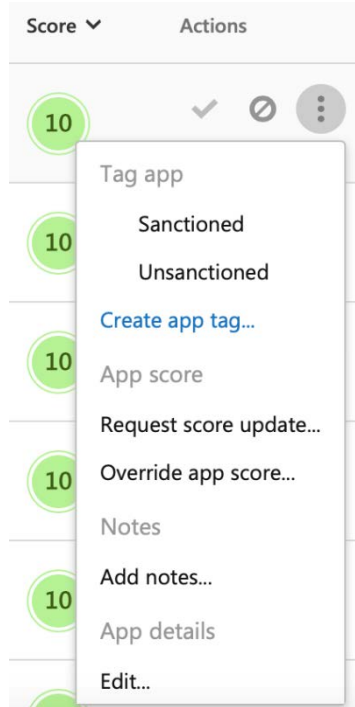 Score Actions
10
Tag app
10
Sanctioned
Unsanctioned
Create app tag...
10
App score
Request score update...
10
Override app score...
Notes
Add notes...
10
App details
Edit...